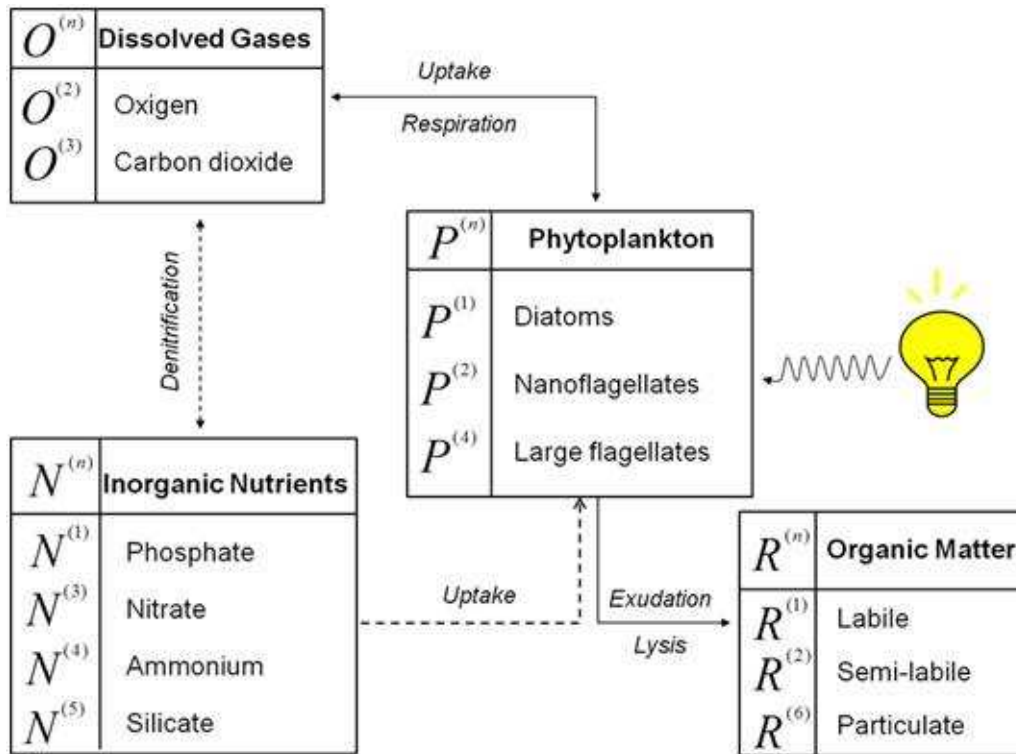 O^(n) Dissolved Gases
O^(2) Oxigen
O^(3) Carbon dioxide
Uptake
Respiration
Denitrification
P^(n) Phytoplankton
P^(1) Diatoms
P^(2) Nanoflagellates
P^(4) Large flagellates
N^(n) Inorganic Nutrients
N^(1) Phosphate
N^(3) Nitrate
N^(4) Ammonium
N^(5) Silicate
Uptake
Exudation
Lysis
R^(n) Organic Matter
R^(1) Labile
R^(2) Semi-labile
R^(6) Particulate